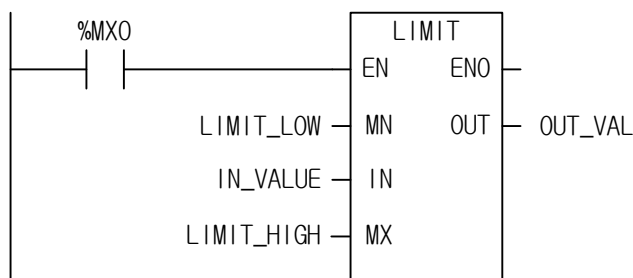 %MX0
LIMIT
EN ENO
LIMIT_LOW MN OUT OUT_VAL
IN_VALUE IN
LIMIT_HIGH MX